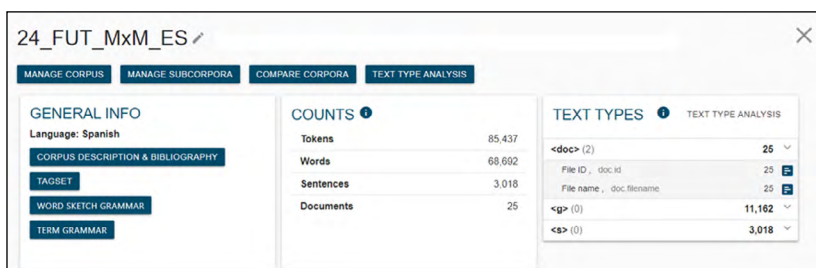 24_FUT_MxM_ES
MANAGE CORPUS MANAGE SUBCORPORA COMPARE CORPORA TEXT TYPE ANALYSIS
GENERAL INFO
Language: Spanish
CORPUS DESCRIPTION & BIBLIOGRAPHY
TAGSET
WORD SKETCH GRAMMAR
TERM GRAMMAR
COUNTS
Tokens 85,437
Words 68,692
Sentences 3,018
Documents 25
TEXT TYPES TEXT TYPE ANALYSIS
<doc> (2) 25
File ID , doc.id 25
File name , doc.filename 25
<g> (0) 11,162
<s> (0) 3,018